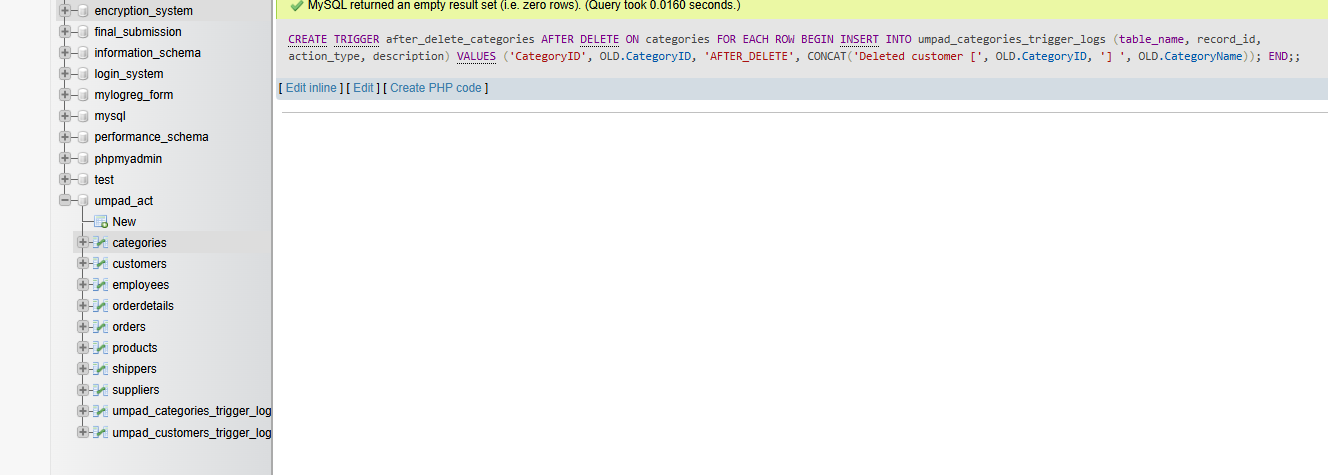 encryption_system
final_submission
information_schema
login_system
mylogreg_form
mysql
performance_schema
phpmyadmin
test
umpad_act
New
categories
customers
employees
orderdetails
orders
products
shippers
suppliers
umpad_categories_trigger_log
umpad_customers_trigger_log
MySQL returned an empty result set (i.e. zero rows). (Query took 0.0160 seconds.)
CREATE TRIGGER after_delete_categories AFTER DELETE ON categories FOR EACH ROW BEGIN INSERT INTO umpad_categories_trigger_logs (table_name, record_id,
action_type, description) VALUES ('CategoryID', OLD.CategoryID, 'AFTER_DELETE', CONCAT('Deleted customer [', OLD.CategoryID, '] ', OLD.CategoryName)); END;;
[ Edit inline ] [ Edit ] [ Create PHP code ]